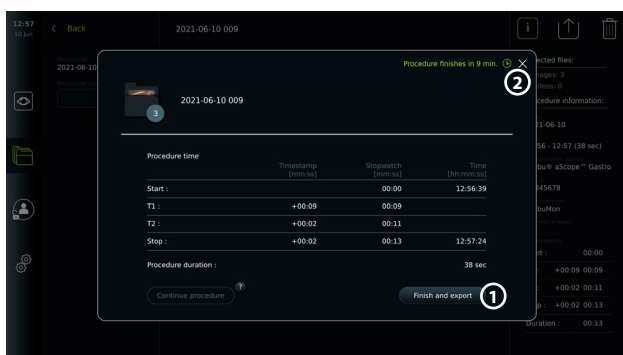 12:57
10 Jun
Back
2021-06-10 009
i
Procedure finishes in 9 min.
2
ected files:
mages: 3
deos: 0
cedure information:
2021-06-10
3
2021-06-10 009
21-06-10
56 - 12:57 (38 sec)
bu® aScope™ Gastro
345678
buMon
Procedure time
Timestamp
[mm:ss]
Stopwatch
[mm:ss]
Time
[hh:mm:ss]
Start : 00:00 12:56:39
T1 : +00:09 00:09
T2 : +00:02 00:11
Stop : +00:02 00:13 12:57:24
Procedure duration : 38 sec
Continue procedure
?
Finish and export
1
rt : 00:00
: +00:09 00:09
: +00:02 00:11
p : +00:02 00:13
Duration : 00:13